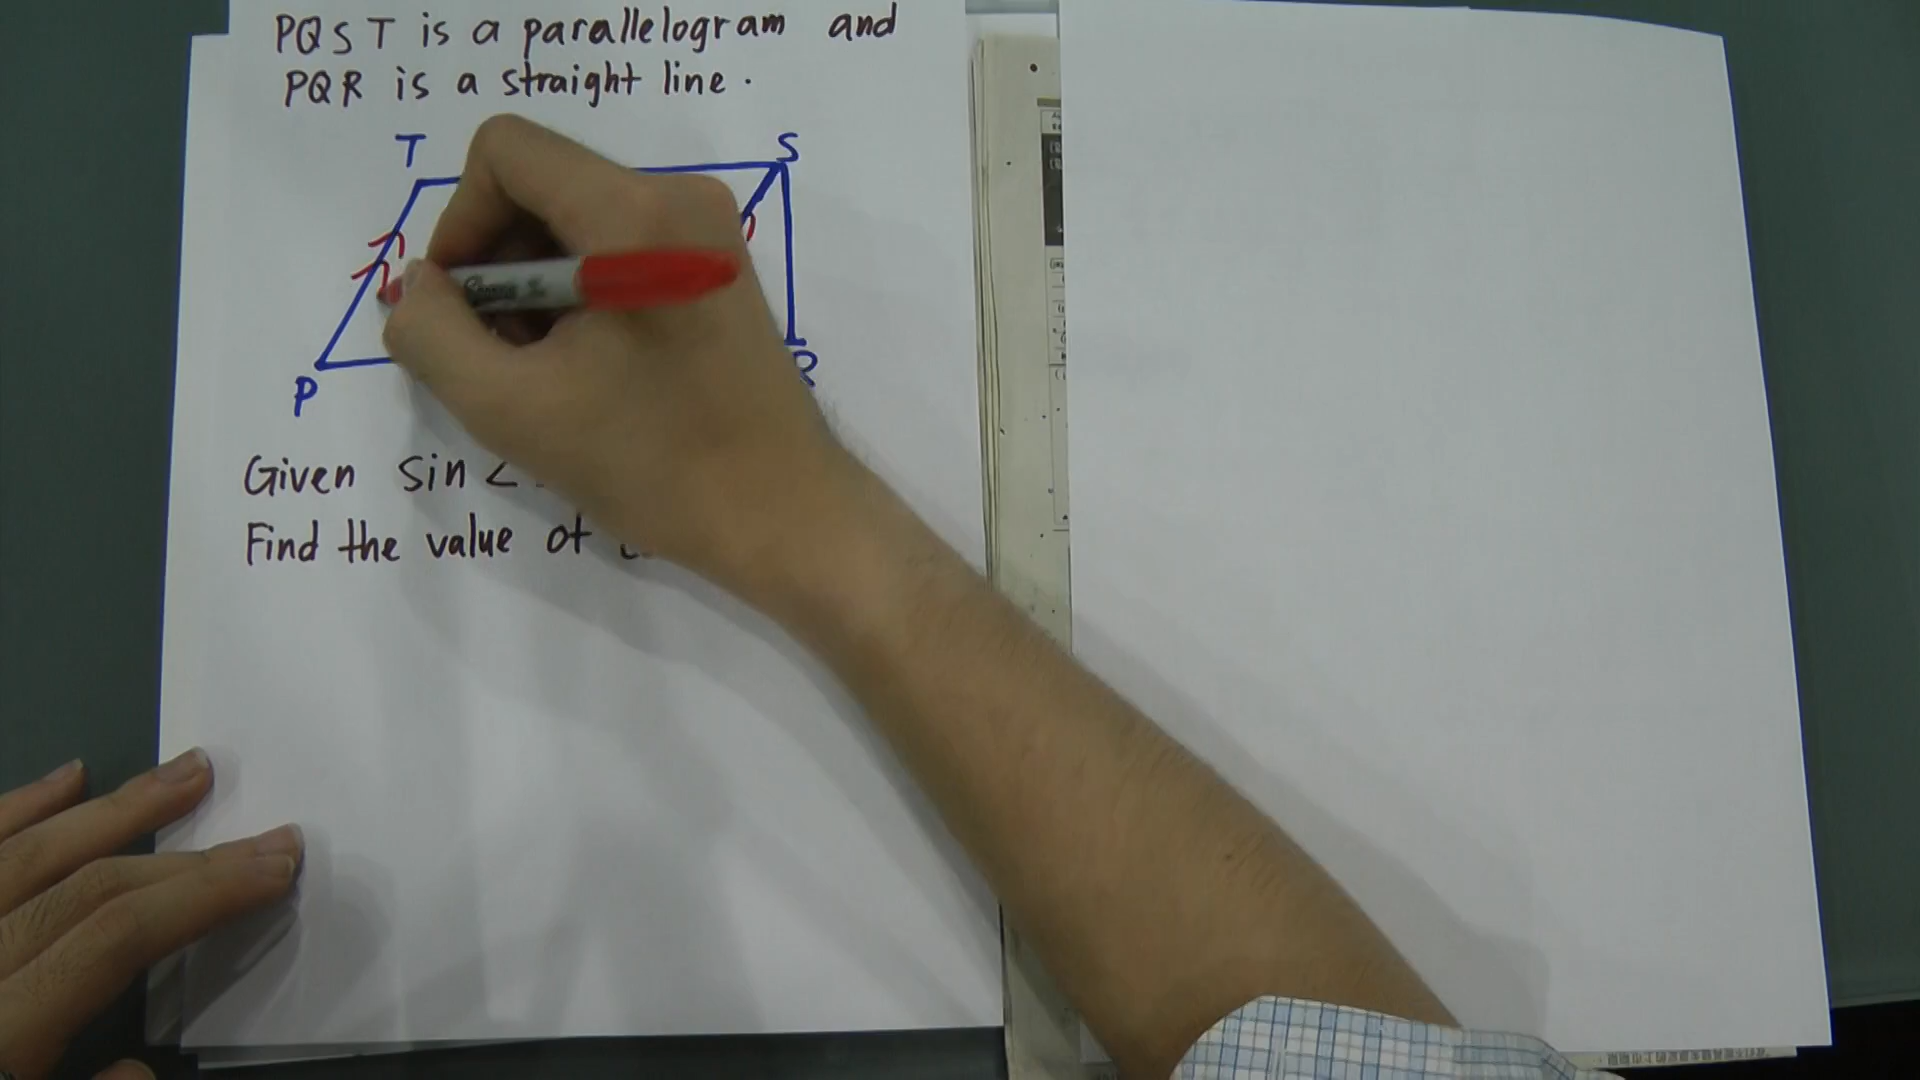 PQST is a parallelogram and
PQR is a straight line.
T
S
P
R
Given sin <
Find the value of